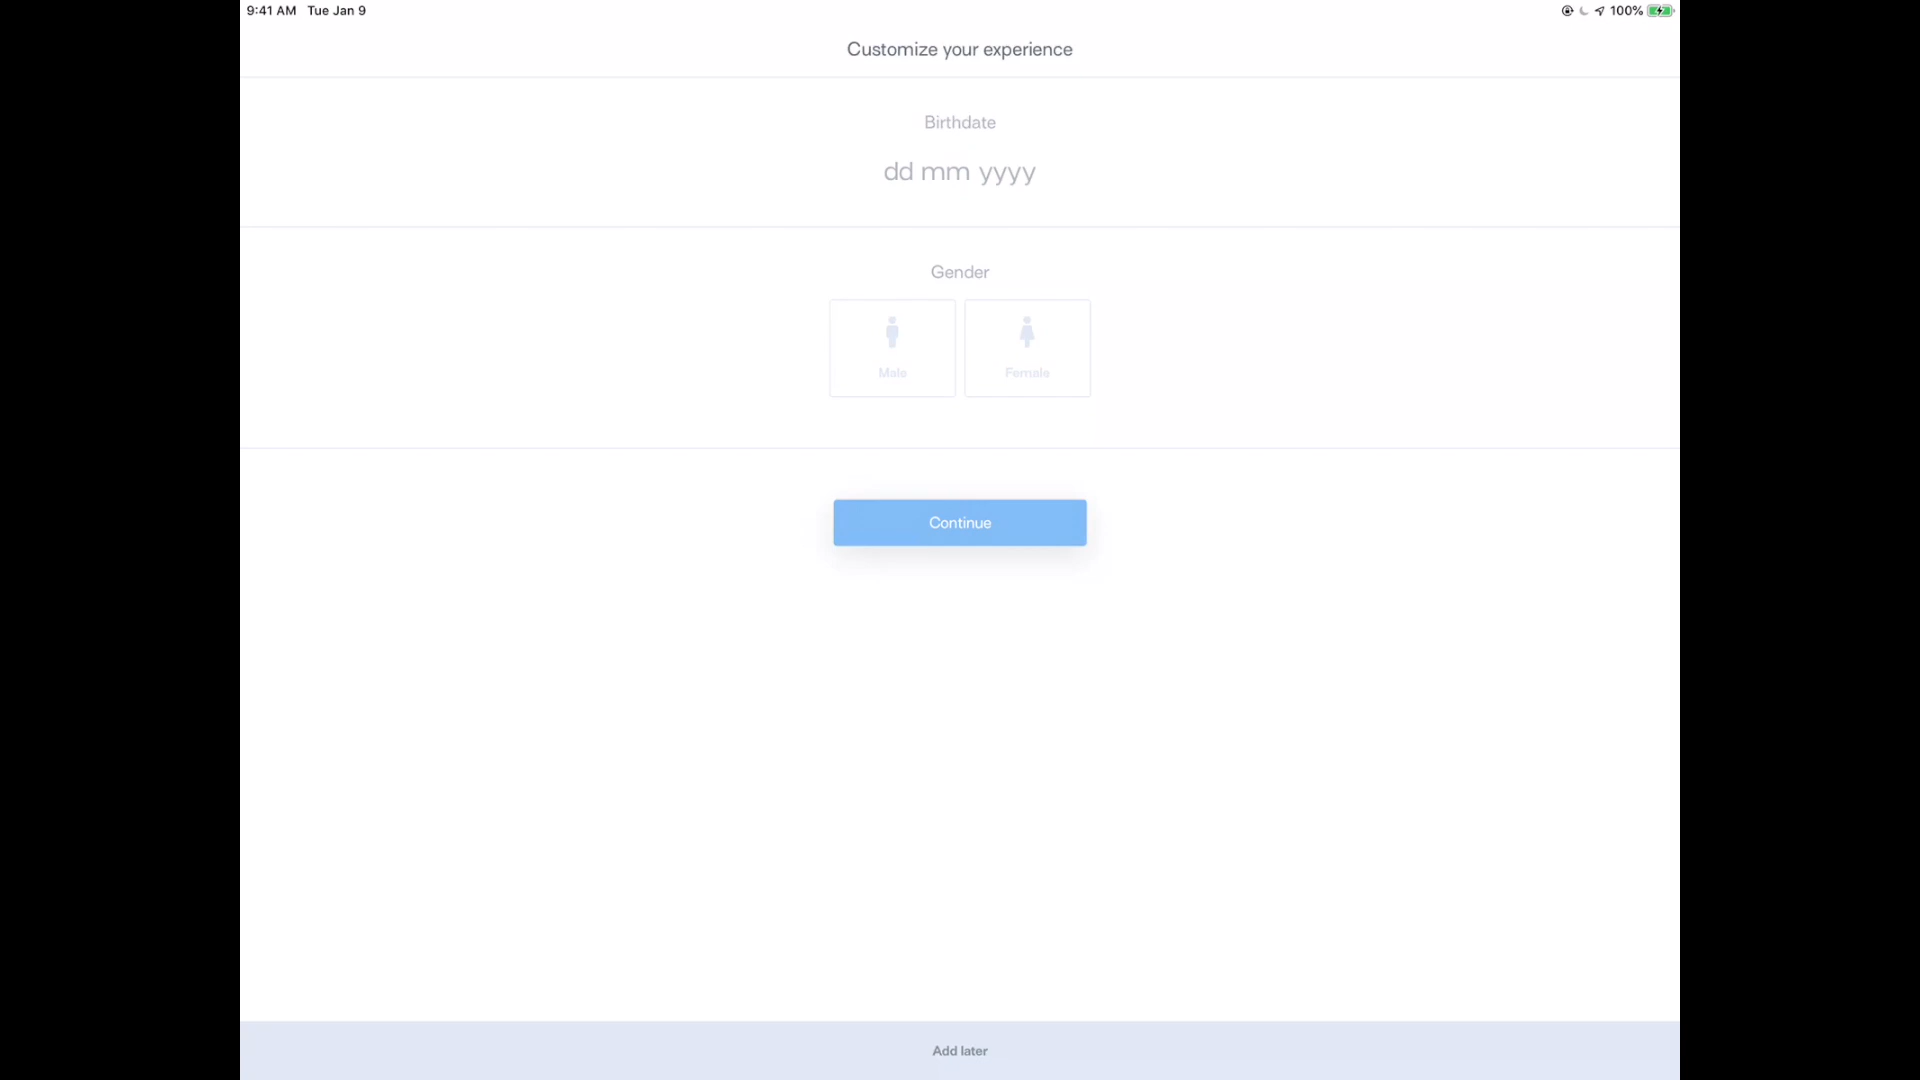 9:41 AM Tue Jan 9 100%
Customize your experience
Birthdate
dd mm yyyy
Gender
Male Female
Continue
Add later